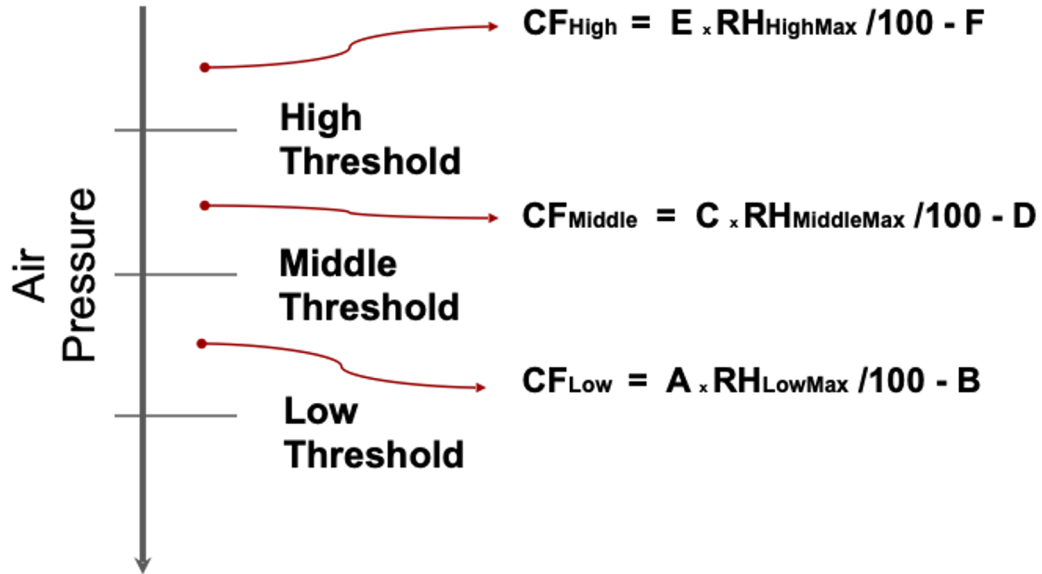 CFHigh = E x RHHighMax /100 - F
High
Threshold
Air
Pressure
CFMiddle = C x RHMiddleMax /100 - D
Middle
Threshold
CFLow = A x RHLowMax /100 - B
Low
Threshold